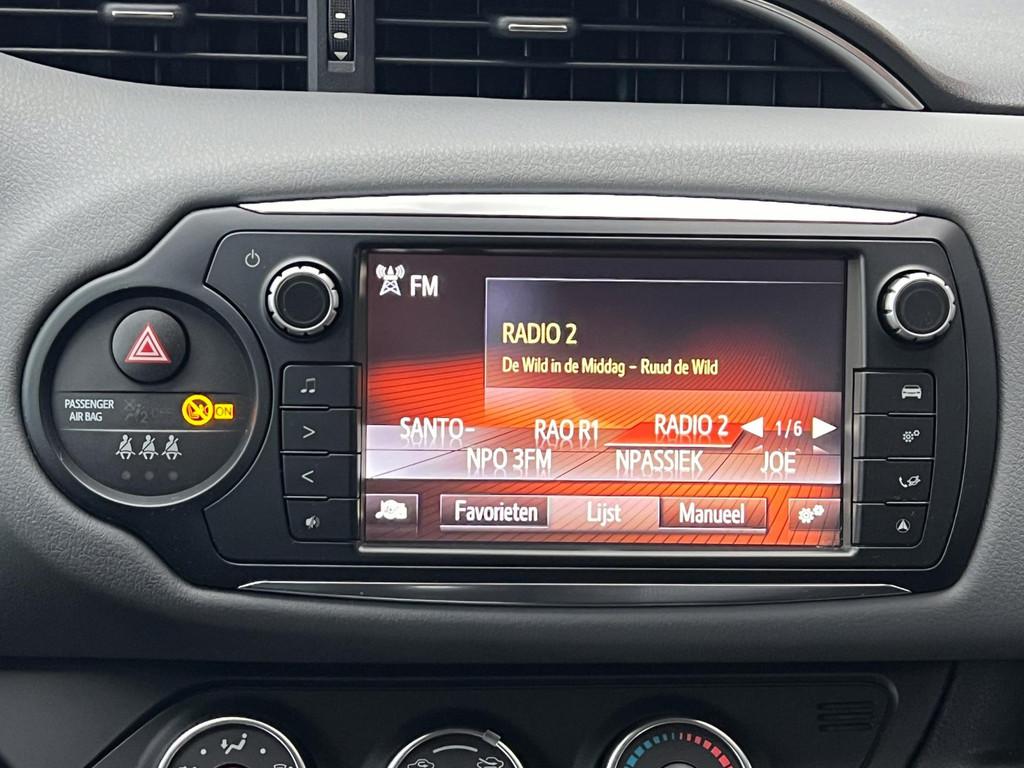 FM
RADIO 2
De Wild in de Middag – Ruud de Wild
PASSENGER
AIR BAG
ON
SANTO- RAO R1 RADIO 2 1/6
NPO 3FM NPASSIEK JOE
Favorieten Lijst Manueel